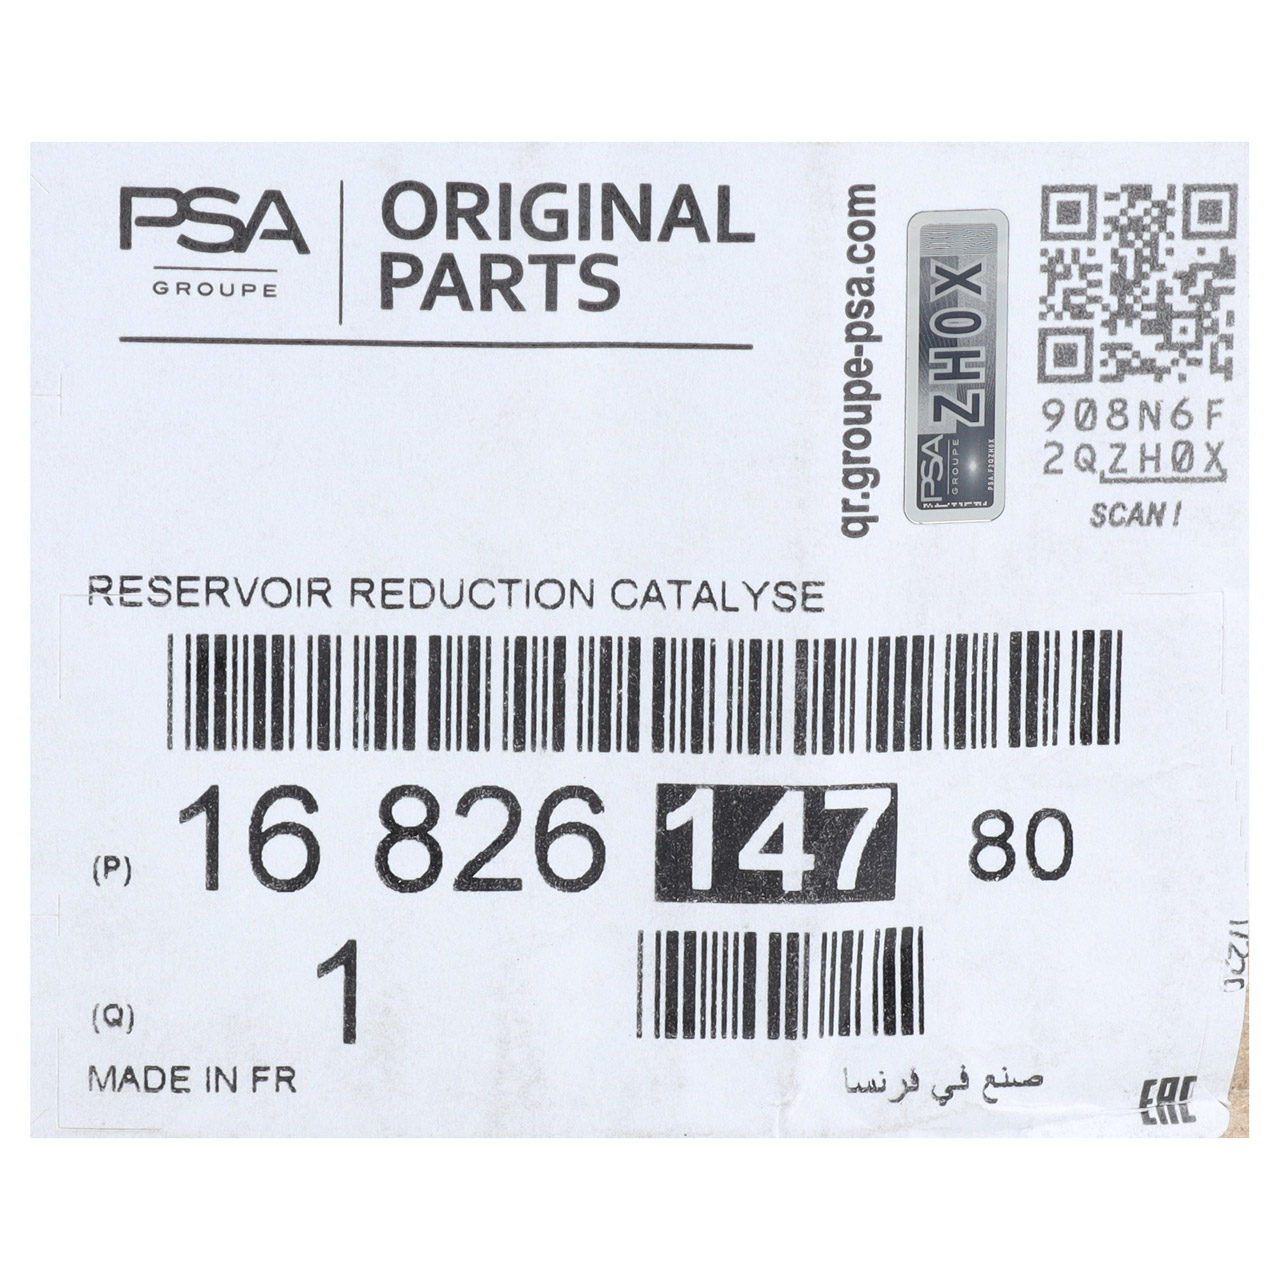 PSA
GROUPE
ORIGINAL
PARTS
qr.groupe-psa.com
ZH0X
PSA
GROUPE
908N6F
2QZH0X
SCAN!
RESERVOIR REDUCTION CATALYSE
(P) 16 826 147 80
(Q) 1
MADE IN FR
صنع في فرنسا
EAC